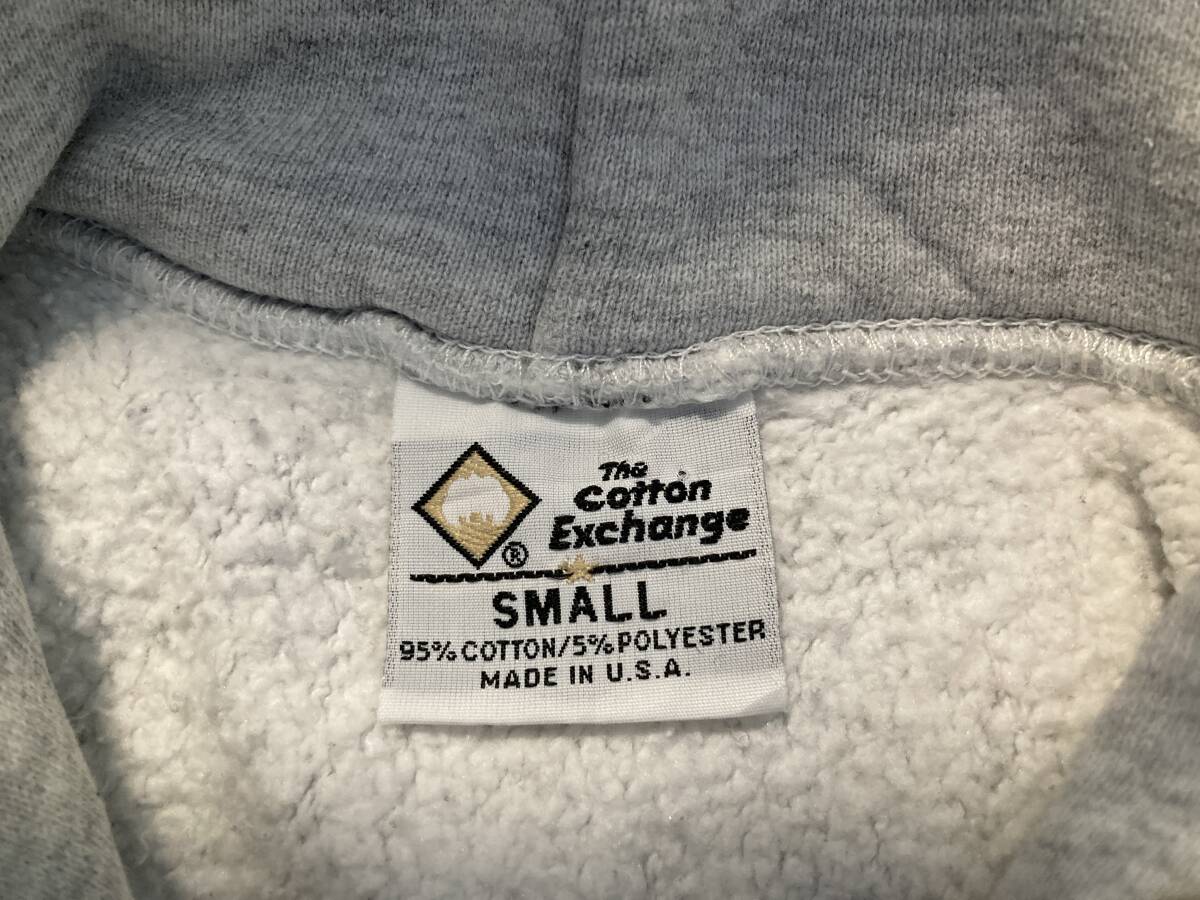 The
Cotton
Exchange
®
SMALL
95% COTTON/5% POLYESTER
MADE IN U.S.A.